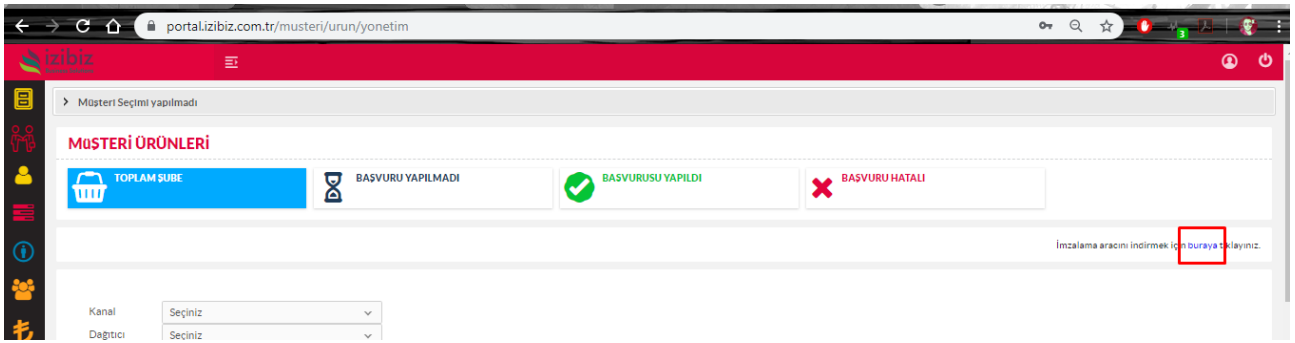 portal.izibiz.com.tr/musteri/urun/yonetim
3
izibiz
Müşteri Seçimi yapılmadı
MÜŞTERİ ÜRÜNLERİ
TOPLAM ŞUBE
BAŞVURU YAPILMADI
BAŞVURUSU YAPILDI
BAŞVURU HATALI
İmzalama aracını indirmek için buraya tıklayınız.
Kanal Seçiniz
Dağıtıcı Seçiniz